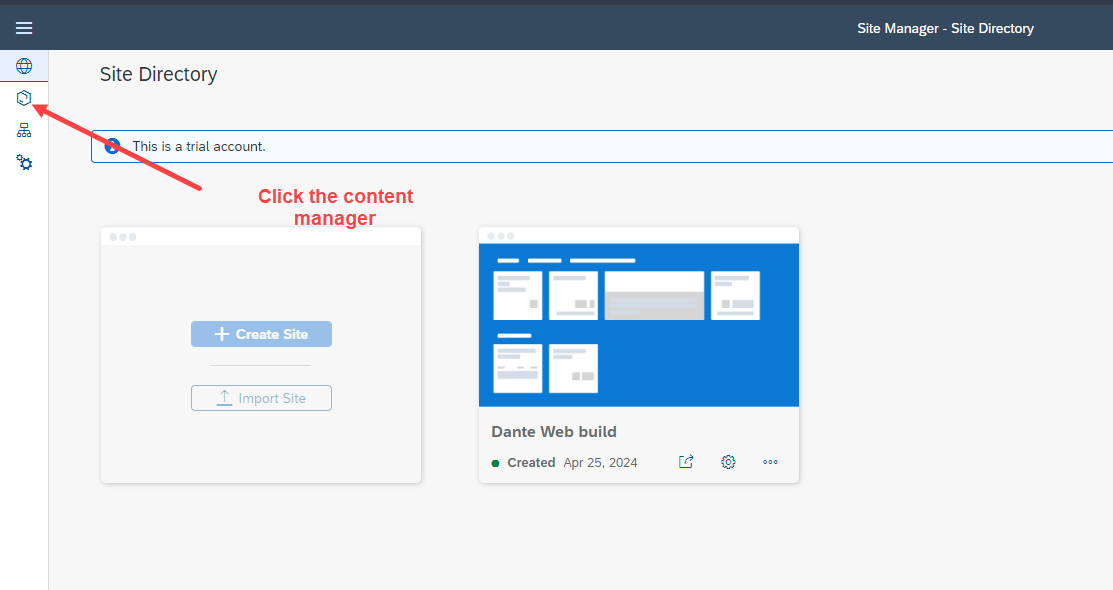 Site Manager - Site Directory
Site Directory
This is a trial account.
Click the content
manager
Create Site
Import Site
Dante Web build
Created Apr 25, 2024